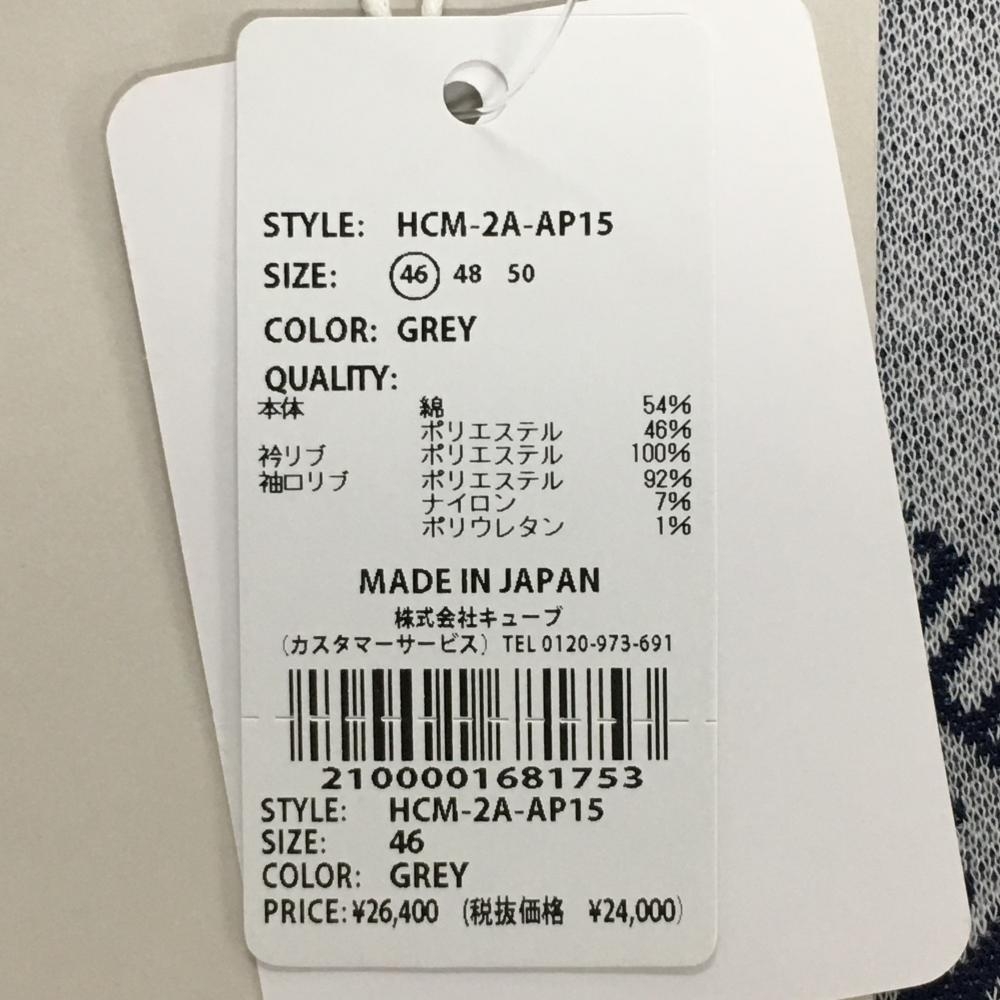 STYLE: HCM-2A-AP15
SIZE: 46 48 50
COLOR: GREY
QUALITY:
本体 綿 54%
ポリエステル 46%
衿リブ ポリエステル 100%
袖口リブ ポリエステル 92%
ナイロン 7%
ポリウレタン 1%
MADE IN JAPAN
株式会社キューブ
(カスタマーサービス) TEL 0120-973-691
2100001681753
STYLE: HCM-2A-AP15
SIZE: 46
COLOR: GREY
PRICE: ¥26,400 (税抜価格 ¥24,000)